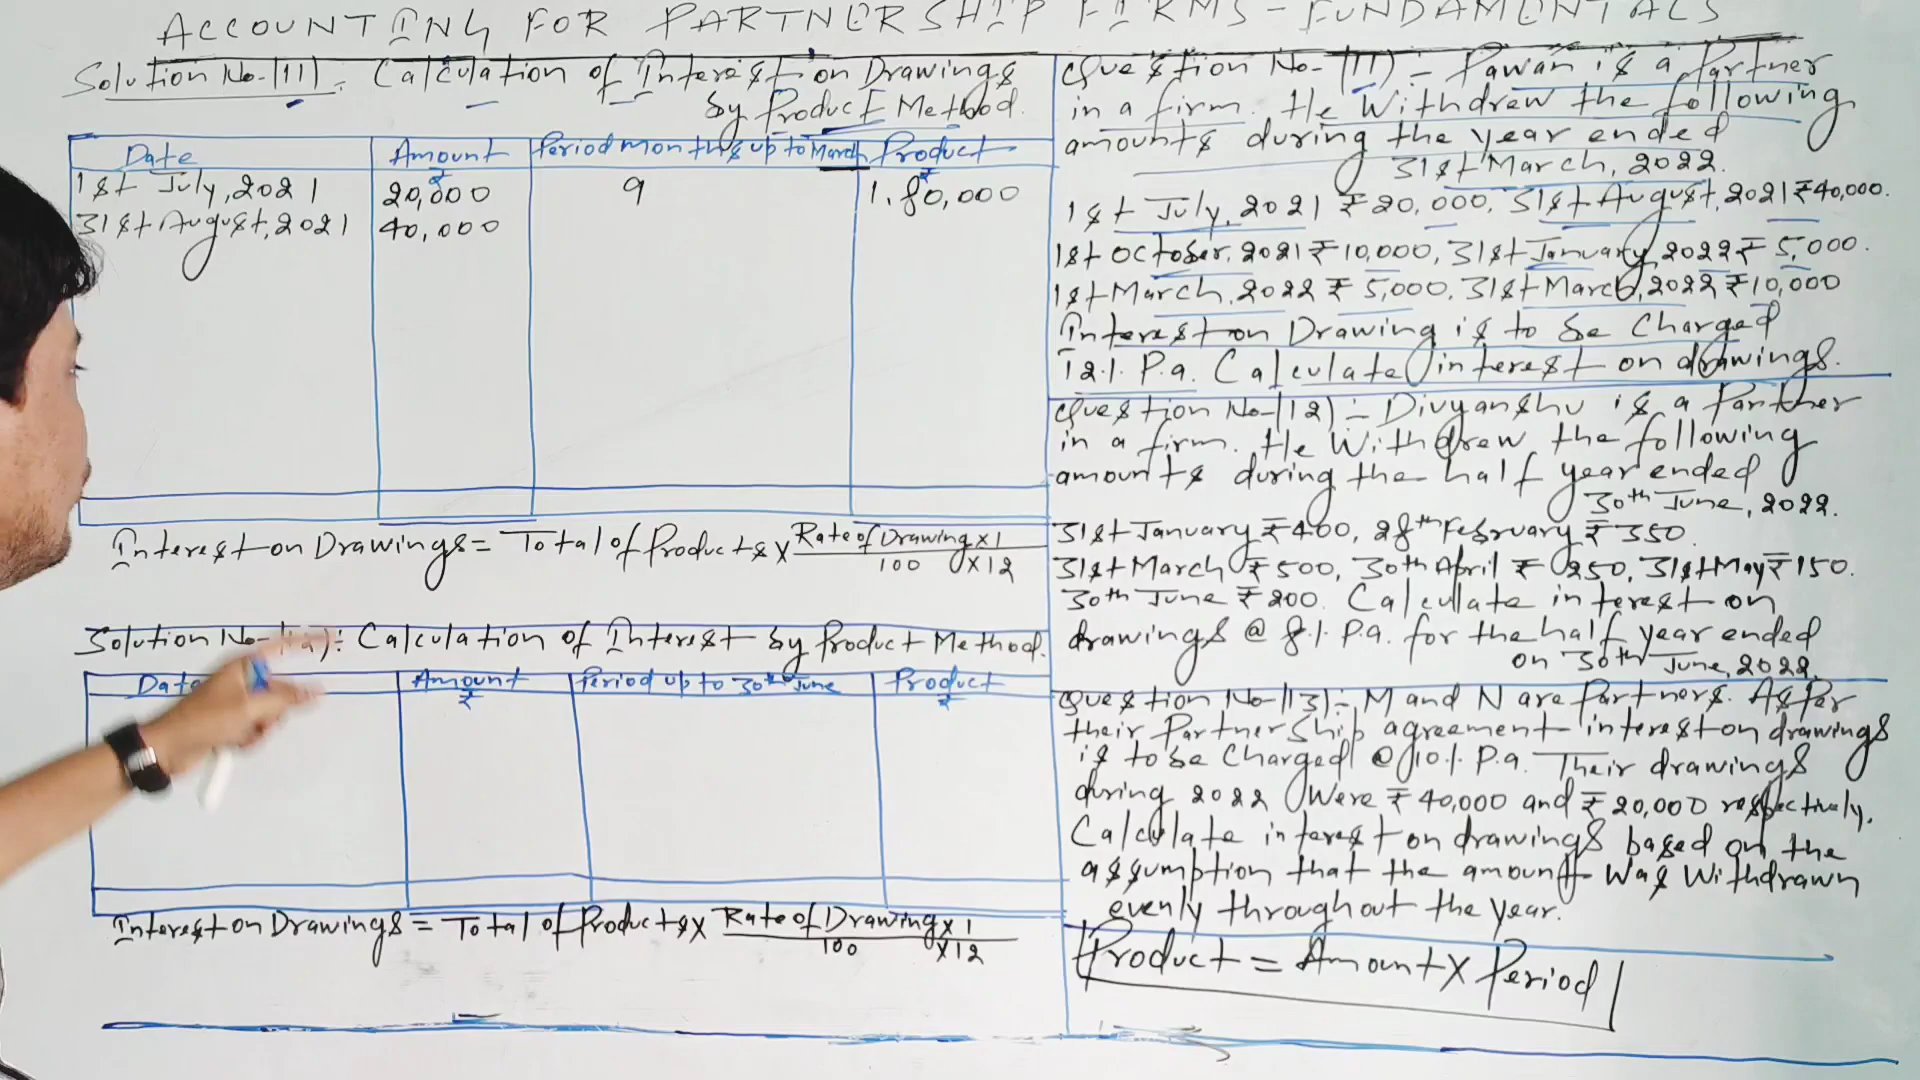 ACCOUNTING FOR PARTNERSHIP FIRMS - FUNDAMENTALS
Solution No-(11):- Calculation of Interest on Drawings
by Product Method.
Date Amount ₹ Period months up to March Product ₹
1st July, 2021 20,000 9 1,80,000
31st August, 2021 40,000
Interest on Drawings = Total of Products × Rate of Drawing × 1
100 × 12
Solution No-(12):- Calculation of Interest by Product Method.
Date Amount ₹ Period up to 30th June Product ₹
Interest on Drawings = Total of Products × Rate of Drawing × 1
100 × 12
Question No-(11):- Pawan is a Partner
in a firm. He Withdrew the following
amounts during the year ended
31st March, 2022.
1st July, 2021 ₹ 20,000, 31st August, 2021 ₹ 40,000.
1st October, 2021 ₹ 10,000, 31st January, 2022 ₹ 5,000.
1st March, 2022 ₹ 5,000, 31st March, 2022 ₹ 10,000
Interest on Drawing is to be Charged
12% P.a. Calculate interest on drawings.
Question No-(12):- Divyanshu is a Partner
in a firm. He Withdrew the following
amounts during the half year ended
30th June, 2022.
31st January ₹ 400, 28th February ₹ 350.
31st March ₹ 500, 30th April ₹ 250, 31st May ₹ 150.
30th June ₹ 200. Calculate interest on
drawings @ 8% P.a. for the half year ended
on 30th June, 2022.
Question No-(13):- M and N are Partners. As per
their Partnership agreement interest on drawings
is to be Charged @ 10% P.a. Their drawings
during 2022 Were ₹ 40,000 and ₹ 20,000 respectively.
Calculate interest on drawings based on the
assumption that the amount Was Withdrawn
evenly throughout the year.
Product = Amount × Period